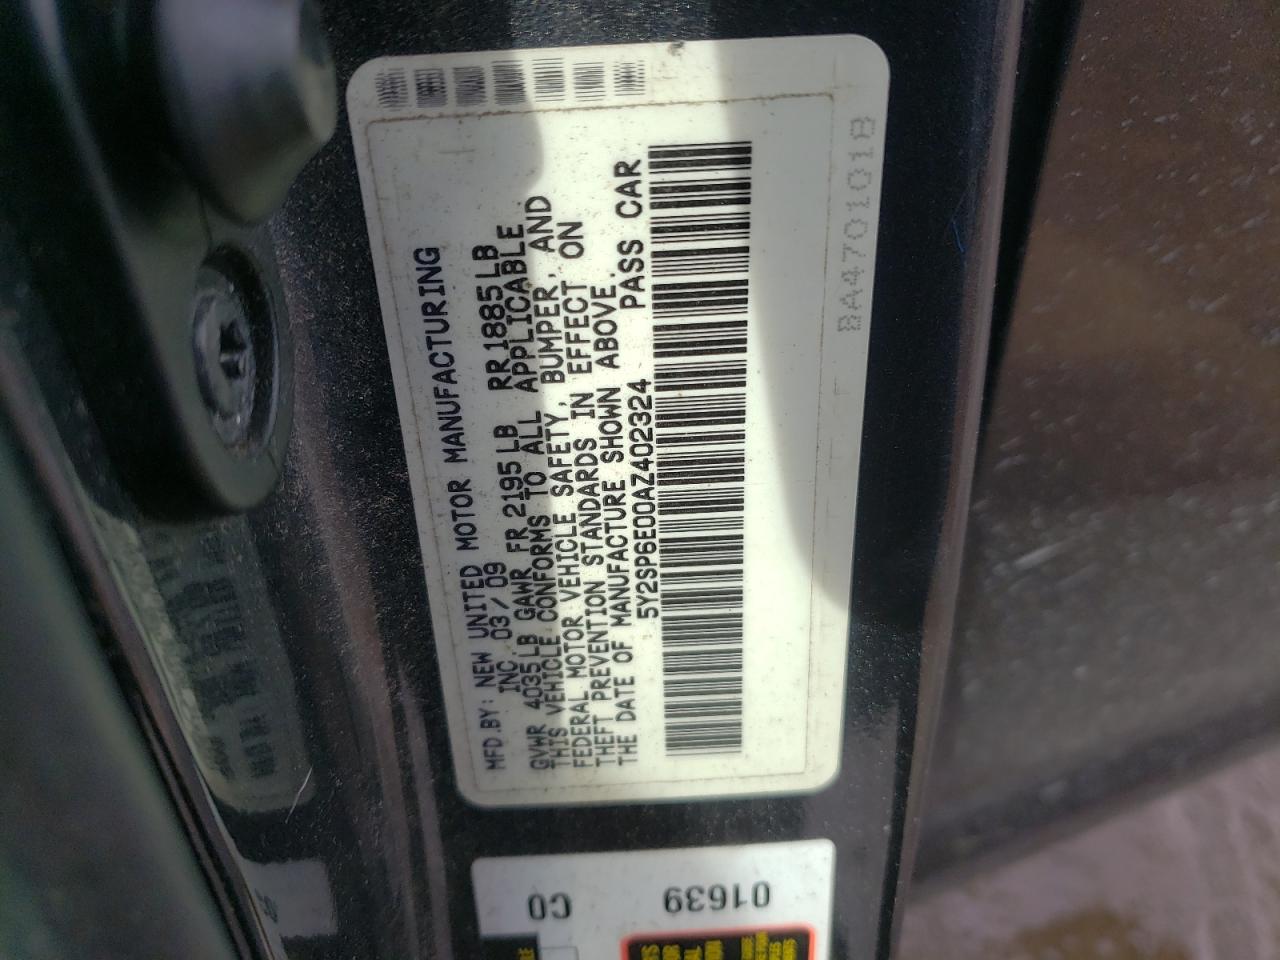 MFD.BY: NEW UNITED MOTOR MANUFACTURING
INC. 03/09
GVWR 4035LB GAWR FR 2195LB RR1885LB
THIS VEHICLE CONFORMS TO ALL APPLICABLE
FEDERAL MOTOR VEHICLE SAFETY, BUMPER, AND
THEFT PREVENTION STANDARDS IN EFFECT ON
THE DATE OF MANUFACTURE SHOWN ABOVE.
5Y2SP6E00AZ402324 PASS CAR
BA4701018
C0
01639